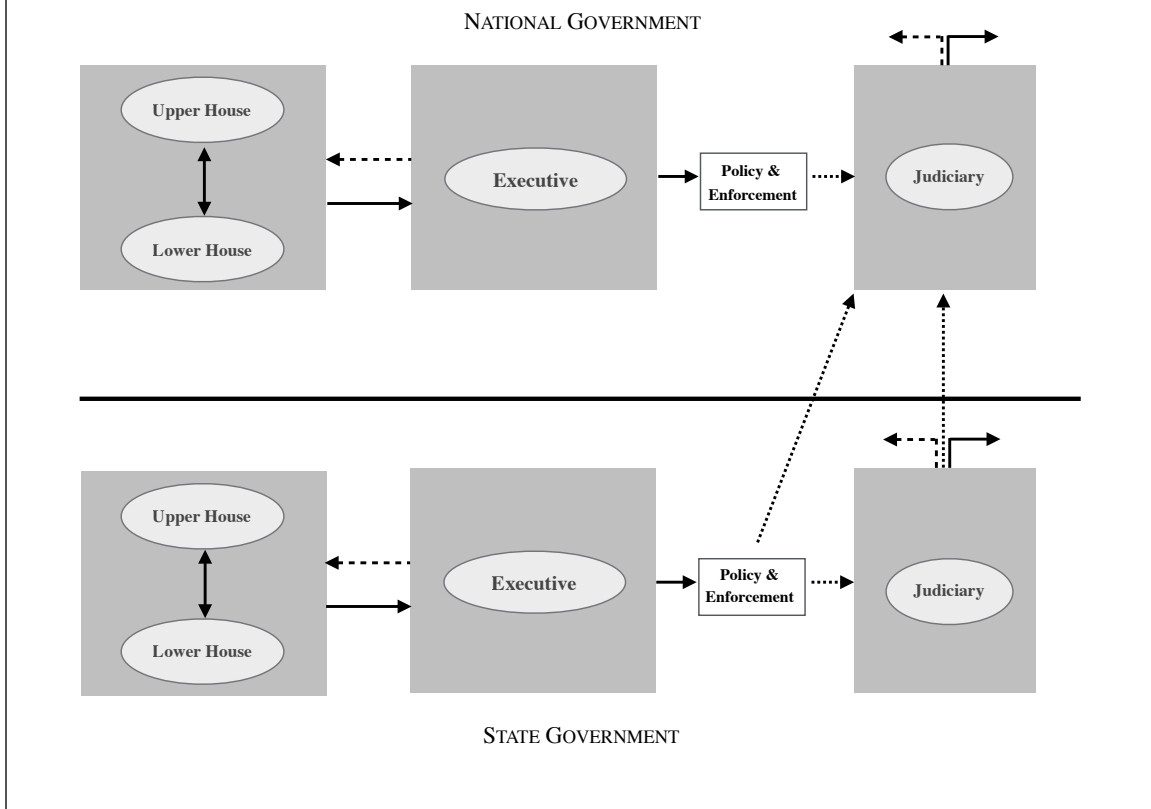 NATIONAL GOVERNMENT
Upper House
Lower House
Executive
Policy &
Enforcement
Judiciary
Upper House
Lower House
Executive
Policy &
Enforcement
Judiciary
STATE GOVERNMENT